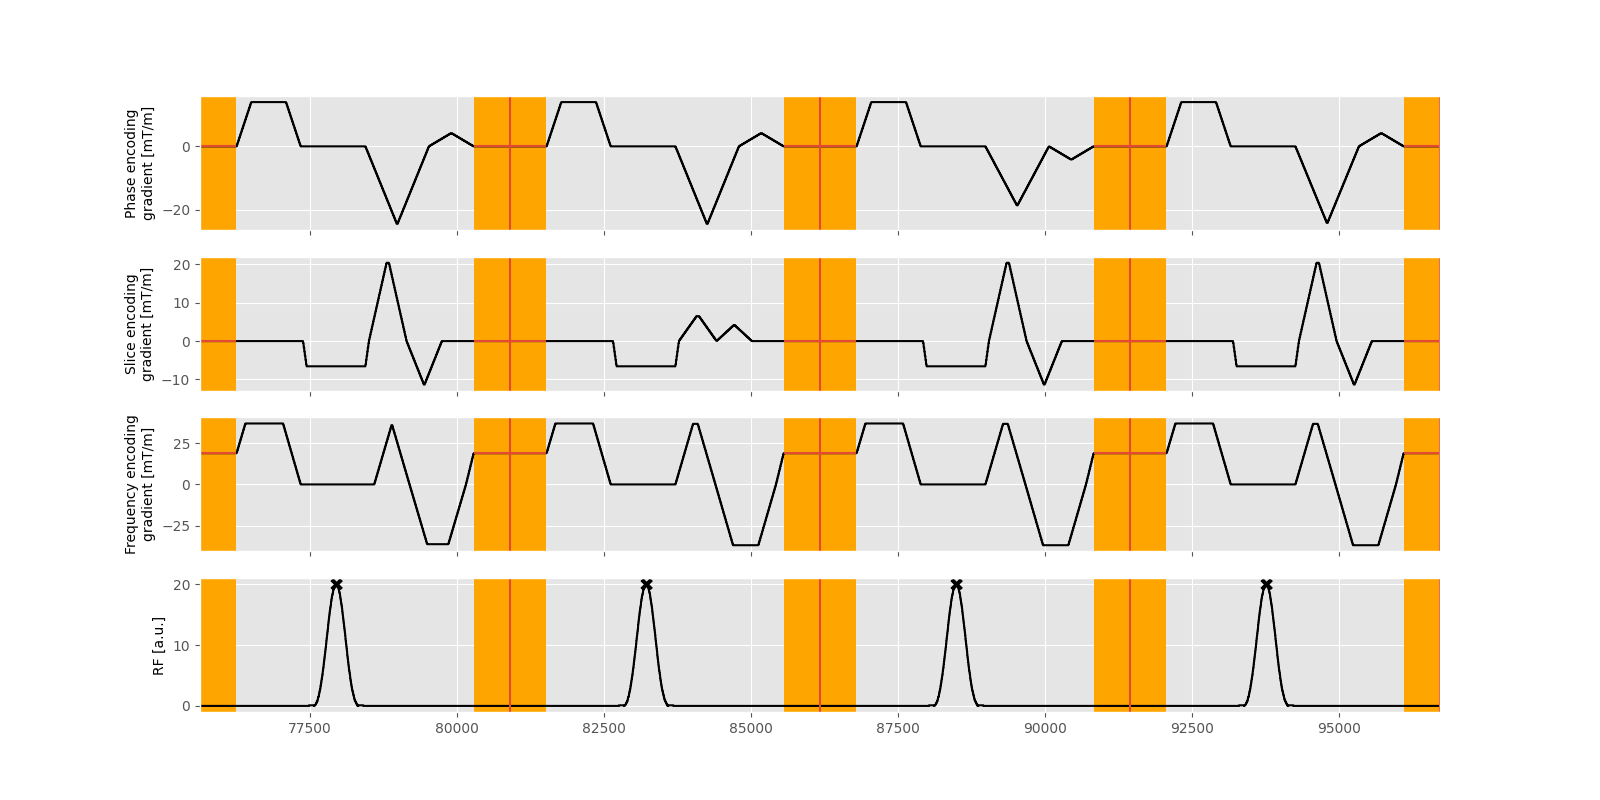 Phase encoding
gradient [mT/m]
0
−20
Slice encoding
gradient [mT/m]
20
10
0
−10
Frequency encoding
gradient [mT/m]
25
0
−25
RF [a.u.]
20
10
0
77500 80000 82500 85000 87500 90000 92500 95000